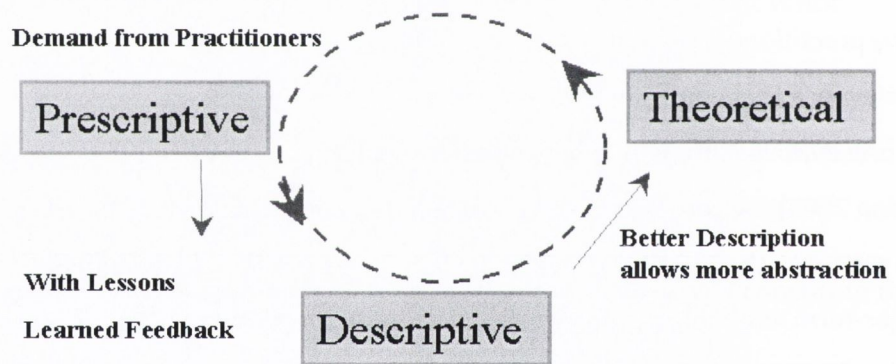 Demand from Practitioners
Prescriptive
Theoretical
Better Description
allows more abstraction
With Lessons
Learned Feedback
Descriptive